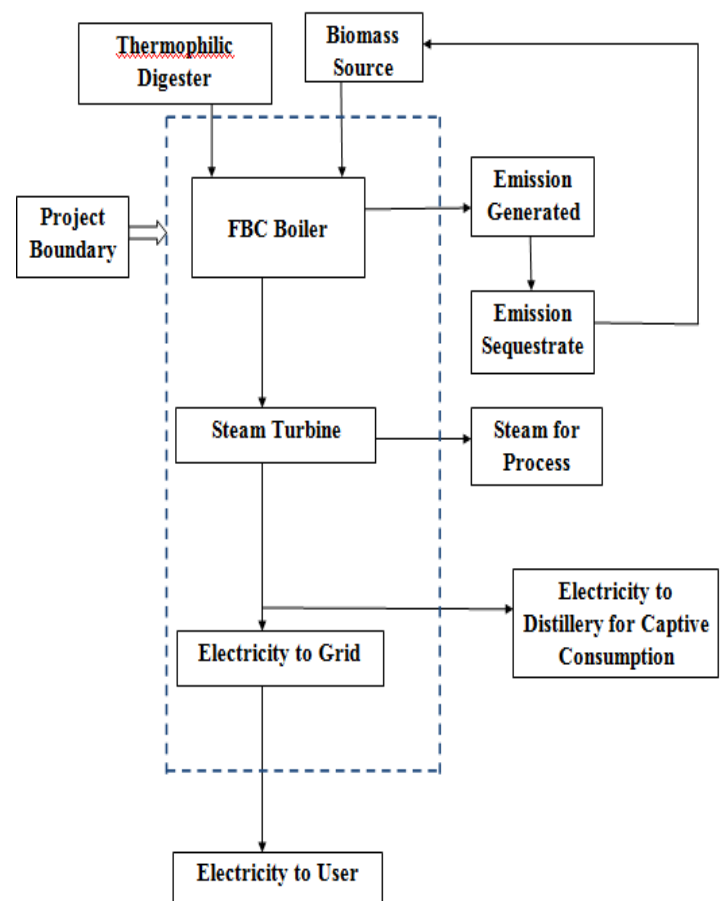 Thermophilic
Digester
Biomass
Source
Project
Boundary
FBC Boiler
Emission
Generated
Emission
Sequestrate
Steam Turbine
Steam for
Process
Electricity to
Distillery for Captive
Consumption
Electricity to Grid
Electricity to User